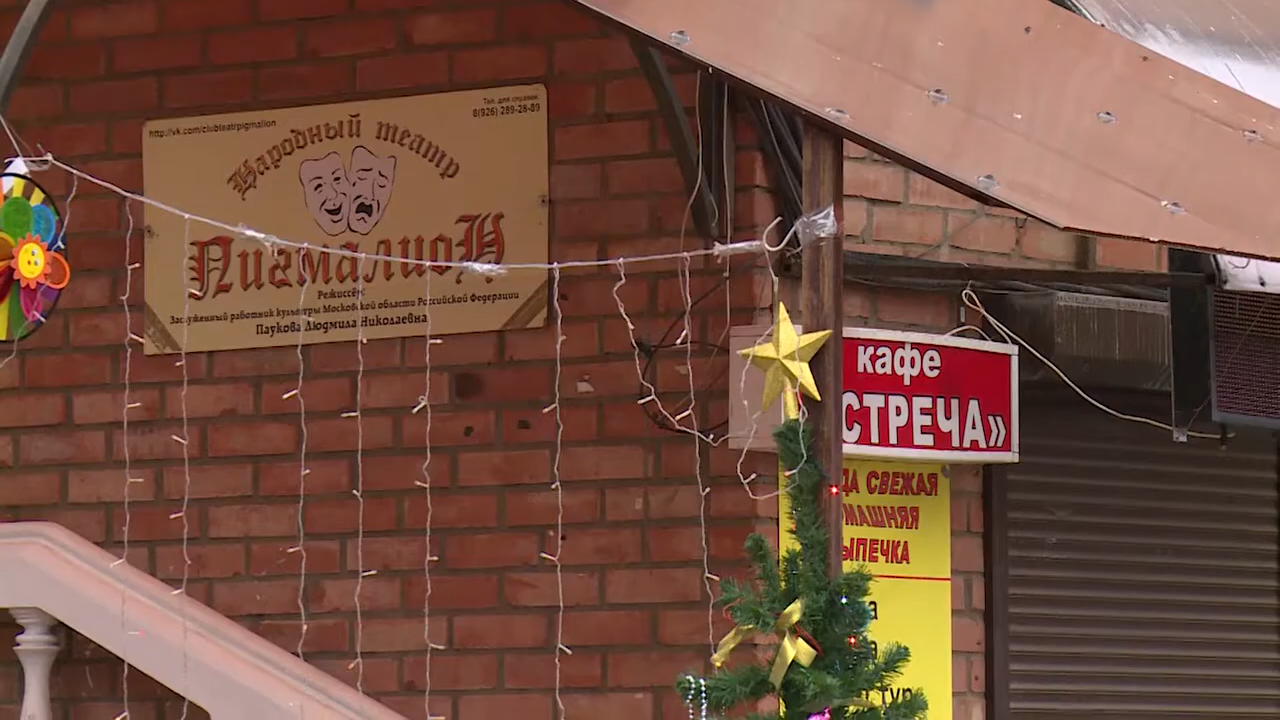 http://vk.com/clubteatrpigmalion
Тел. для справок:
8(926) 289-28-89
Народный театр
Пигмалион
Режиссёр:
Заслуженный работник культуры Московской области Российской Федерации
Паукова Людмила Николаевна
кафе
СТРЕЧА»
ДА СВЕЖАЯ
МАШНЯЯ
ЫПЕЧКА